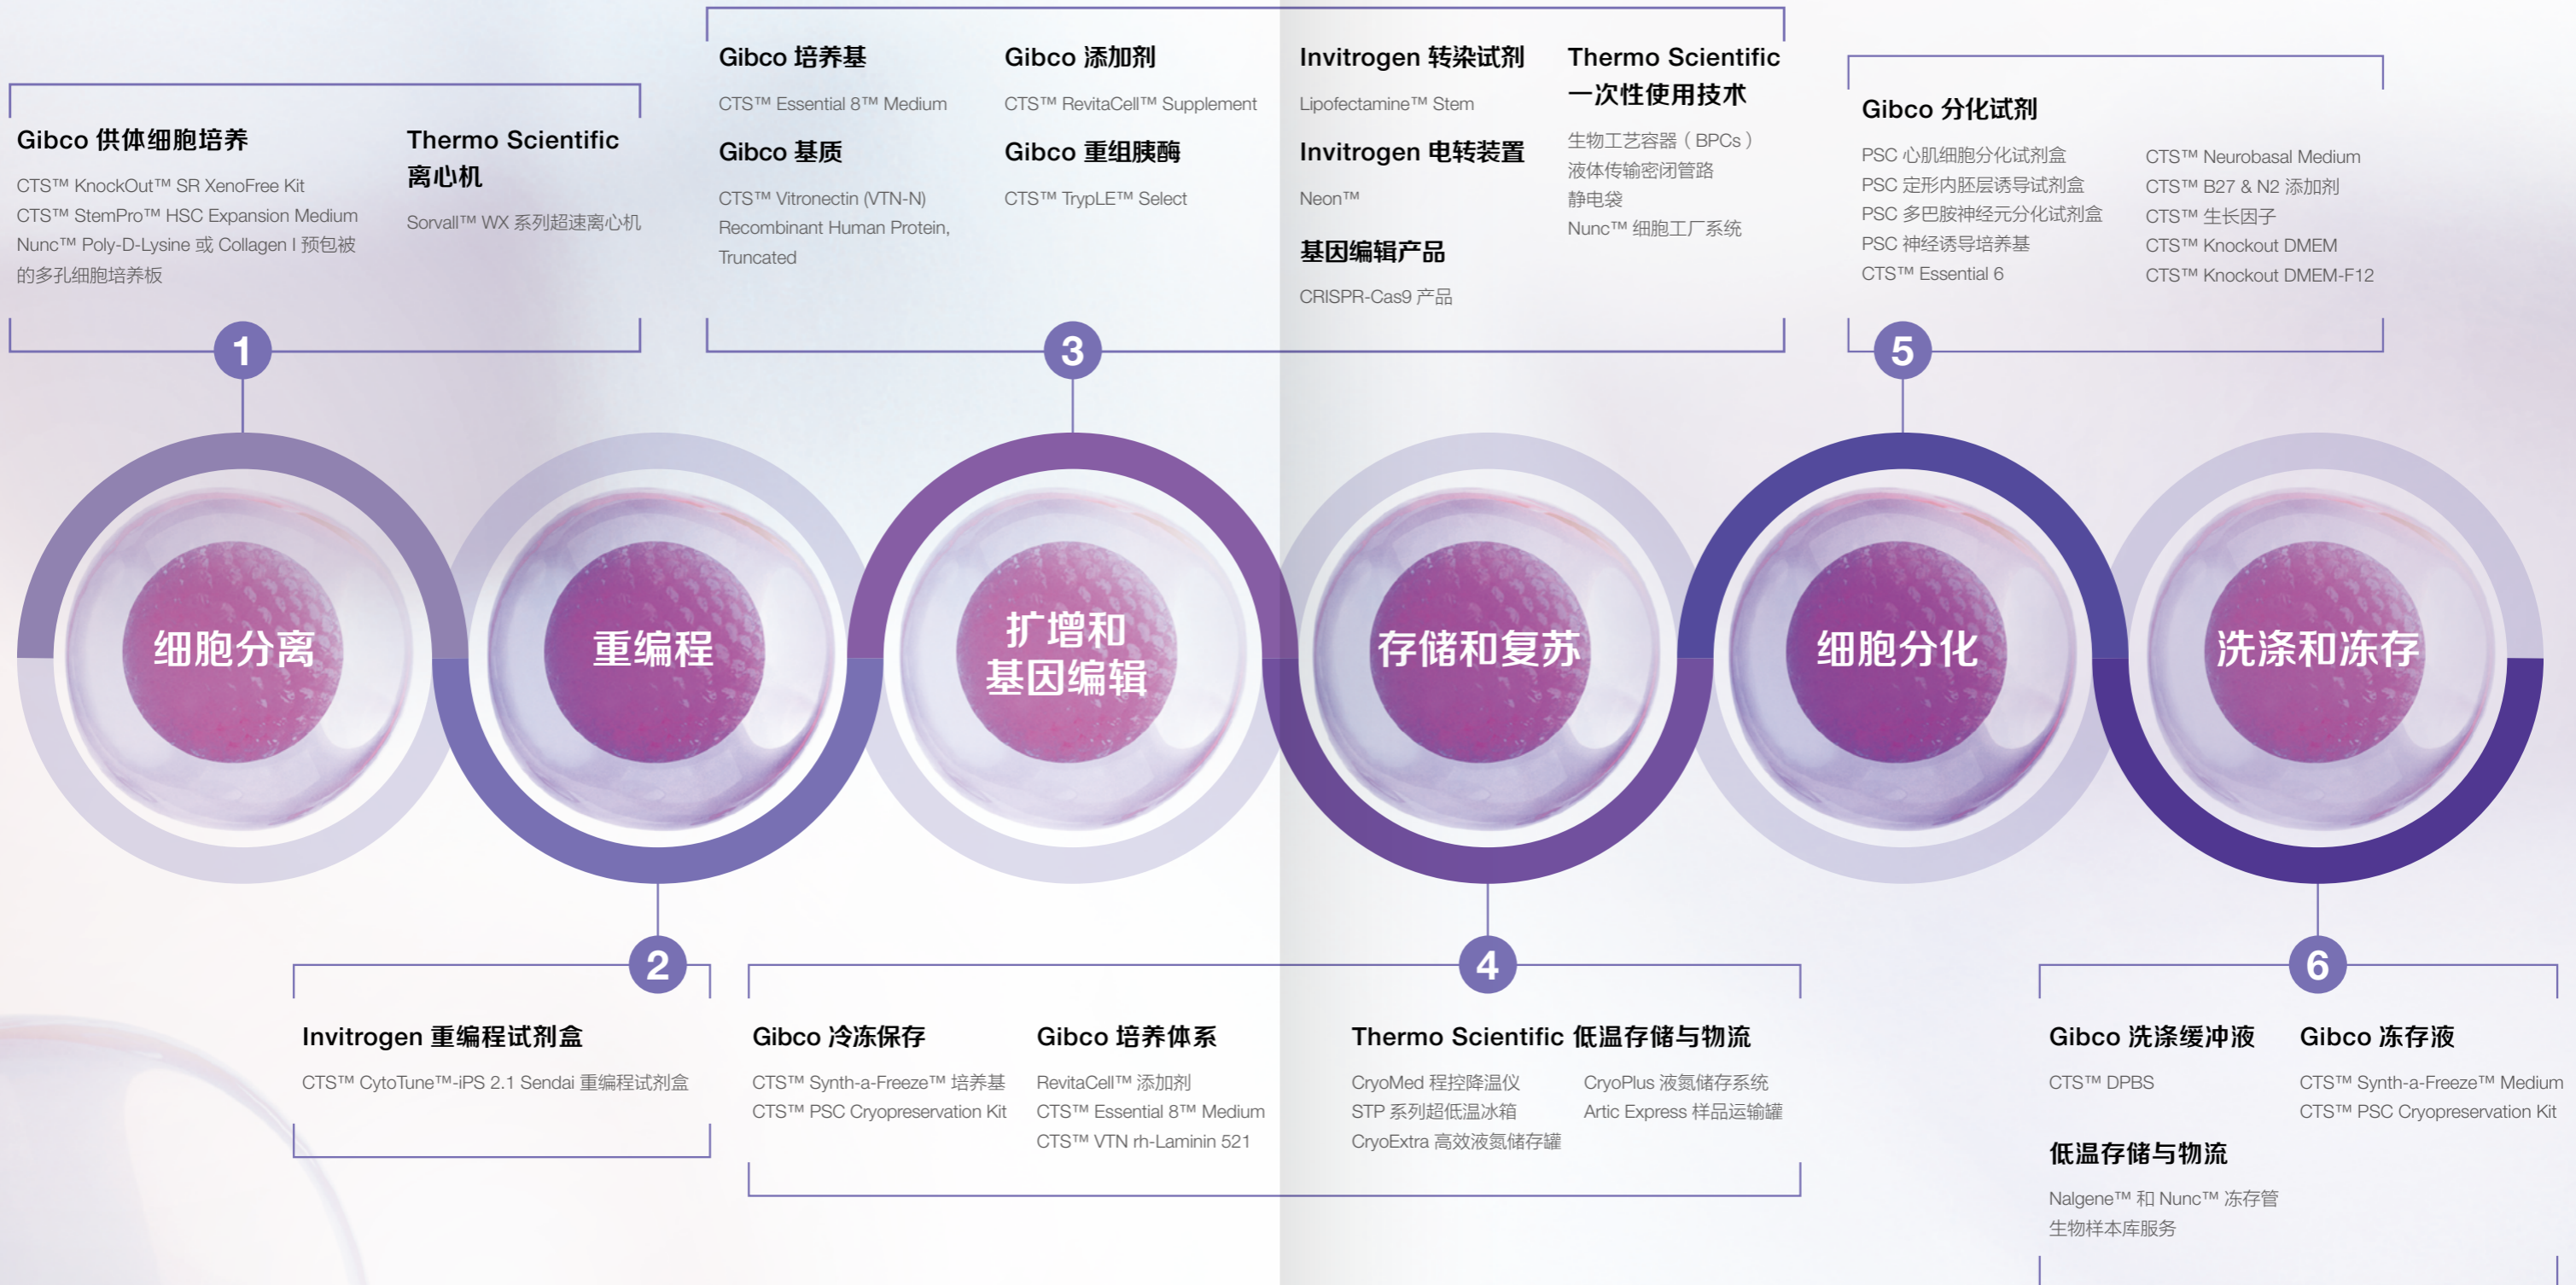 Gibco 供体细胞培养
CTS™ KnockOut™ SR XenoFree Kit
CTS™ StemPro™ HSC Expansion Medium
Nunc™ Poly-D-Lysine 或 Collagen I 预包被
的多孔细胞培养板
Thermo Scientific
离心机
Sorvall™ WX 系列超速离心机
1
Gibco 培养基
CTS™ Essential 8™ Medium
Gibco 基质
CTS™ Vitronectin (VTN-N)
Recombinant Human Protein,
Truncated
Gibco 添加剂
CTS™ RevitaCell™ Supplement
Gibco 重组胰酶
CTS™ TrypLE™ Select
Invitrogen 转染试剂
Lipofectamine™ Stem
Invitrogen 电转装置
Neon™
基因编辑产品
CRISPR-Cas9 产品
Thermo Scientific
一次性使用技术
生物工艺容器（BPCs）
液体传输密闭管路
静电袋
Nunc™ 细胞工厂系统
3
Gibco 分化试剂
PSC 心肌细胞分化试剂盒
PSC 定形内胚层诱导试剂盒
PSC 多巴胺神经元分化试剂盒
PSC 神经诱导培养基
CTS™ Essential 6
CTS™ Neurobasal Medium
CTS™ B27 & N2 添加剂
CTS™ 生长因子
CTS™ Knockout DMEM
CTS™ Knockout DMEM-F12
5
细胞分离
重编程
扩增和
基因编辑
存储和复苏
细胞分化
洗涤和冻存
2
Invitrogen 重编程试剂盒
CTS™ CytoTune™-iPS 2.1 Sendai 重编程试剂盒
4
Gibco 冷冻保存
CTS™ Synth-a-Freeze™ 培养基
CTS™ PSC Cryopreservation Kit
Gibco 培养体系
RevitaCell™ 添加剂
CTS™ Essential 8™ Medium
CTS™ VTN rh-Laminin 521
Thermo Scientific 低温存储与物流
CryoMed 程控降温仪
STP 系列超低温冰箱
CryoExtra 高效液氮储存罐
CryoPlus 液氮储存系统
Artic Express 样品运输罐
6
Gibco 洗涤缓冲液
CTS™ DPBS
Gibco 冻存液
CTS™ Synth-a-Freeze™ Medium
CTS™ PSC Cryopreservation Kit
低温存储与物流
Nalgene™ 和 Nunc™ 冻存管
生物样本库服务